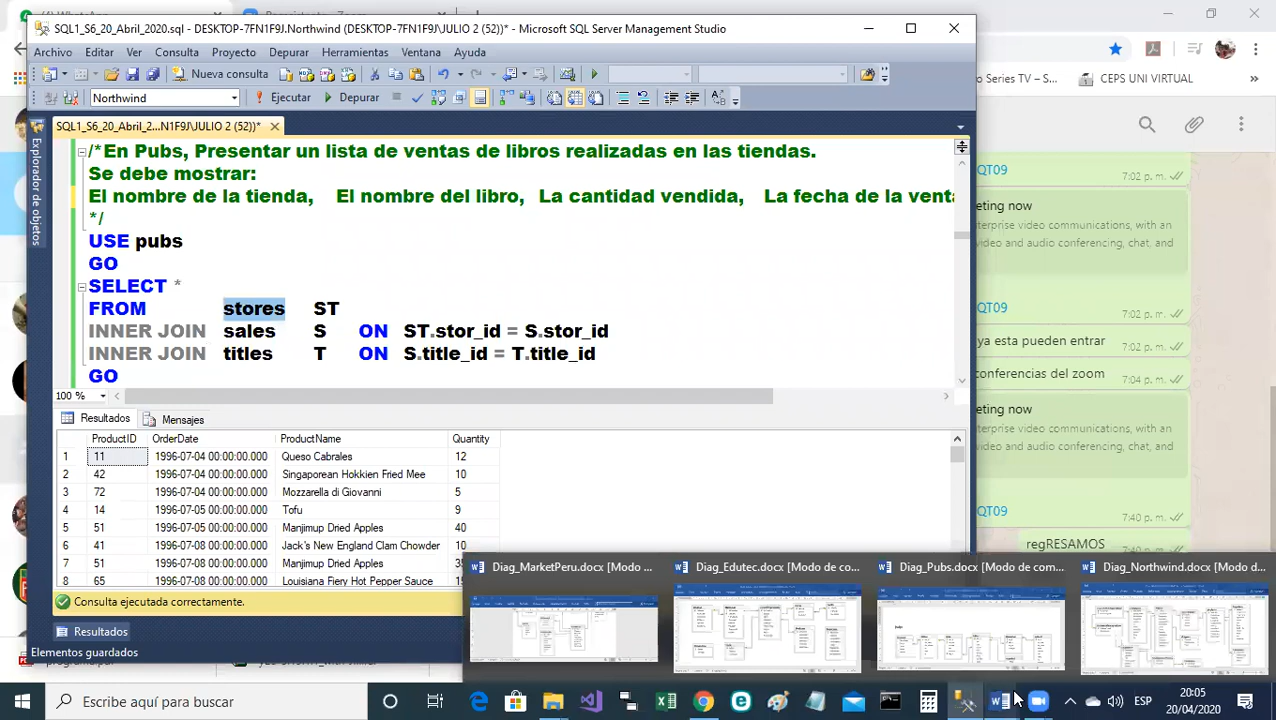 SQL1_S6_20_Abril_2020.sql - DESKTOP-7FN1F9J.Northwind (DESKTOP-7FN1F9J\JULIO 2 (52))* - Microsoft SQL Server Management Studio
Archivo Editar Ver Consulta Proyecto Depurar Herramientas Ventana Ayuda
Nueva consulta
Northwind Ejecutar Depurar
o Series TV – S... CEPS UNI VIRTUAL
SQL1_S6_20_Abril_2...N1F9J\JULIO 2 (52))*
Explorador de objetos
/*En Pubs, Presentar un lista de ventas de libros realizadas en las tiendas.
Se debe mostrar:
El nombre de la tienda, El nombre del libro, La cantidad vendida, La fecha de la venta
*/
USE pubs
GO
SELECT *
FROM stores ST
INNER JOIN sales S ON ST.stor_id = S.stor_id
INNER JOIN titles T ON S.title_id = T.title_id
GO
100 %
Resultados Mensajes
ProductID OrderDate ProductName Quantity
1 11 1996-07-04 00:00:00.000 Queso Cabrales 12
2 42 1996-07-04 00:00:00.000 Singaporean Hokkien Fried Mee 10
3 72 1996-07-04 00:00:00.000 Mozzarella di Giovanni 5
4 14 1996-07-05 00:00:00.000 Tofu 9
5 51 1996-07-05 00:00:00.000 Manjimup Dried Apples 40
6 41 1996-07-08 00:00:00.000 Jack's New England Clam Chowder 10
7 51 1996-07-08 00:00:00.000 Manjimup Dried Apples
8 65 1996-07-08 00:00:00.000 Louisiana Fiery Hot Pepper Sauce
Consulta ejecutada correctamente.
Resultados
Elementos guardados
QT09
7:02 p. m.
eting now
erprise video communications, with an
video and audio conferencing, chat, and
QT09
7:02 p. m.
ya esta pueden entrar
7:02 p. m.
conferencias del zoom
7:04 p. m.
eting now
erprise video communications, with an
video and audio conferencing, chat, and
QT09
7:40 p. m.
regRESAMOS
Diag_MarketPeru.docx [Modo ...
Diag_Edutec.docx [Modo de co...
Diag_Pubs.docx [Modo de com...
Diag_Northwind.docx [Modo d...
Escribe aquí para buscar
ESP
20:05
20/04/2020